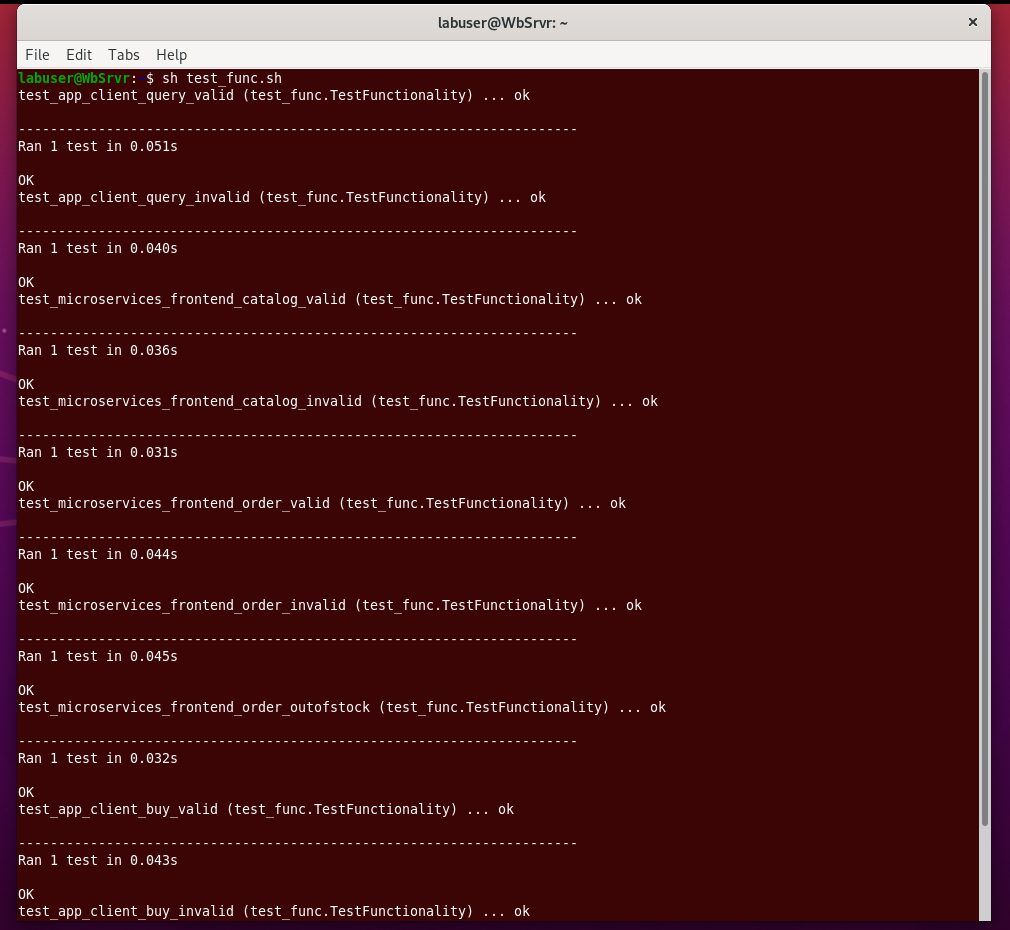 labuser@WbSrvr: ~
×
File Edit Tabs Help
labuser@WbSrvr:~$ sh test_func.sh
test_app_client_query_valid (test_func.TestFunctionality) ... ok
----------------------------------------------------------------------
Ran 1 test in 0.051s
OK
test_app_client_query_invalid (test_func.TestFunctionality) ... ok
----------------------------------------------------------------------
Ran 1 test in 0.040s
OK
test_microservices_frontend_catalog_valid (test_func.TestFunctionality) ... ok
----------------------------------------------------------------------
Ran 1 test in 0.036s
OK
test_microservices_frontend_catalog_invalid (test_func.TestFunctionality) ... ok
----------------------------------------------------------------------
Ran 1 test in 0.031s
OK
test_microservices_frontend_order_valid (test_func.TestFunctionality) ... ok
----------------------------------------------------------------------
Ran 1 test in 0.044s
OK
test_microservices_frontend_order_invalid (test_func.TestFunctionality) ... ok
----------------------------------------------------------------------
Ran 1 test in 0.045s
OK
test_microservices_frontend_order_outofstock (test_func.TestFunctionality) ... ok
----------------------------------------------------------------------
Ran 1 test in 0.032s
OK
test_app_client_buy_valid (test_func.TestFunctionality) ... ok
----------------------------------------------------------------------
Ran 1 test in 0.043s
OK
test_app_client_buy_invalid (test_func.TestFunctionality) ... ok